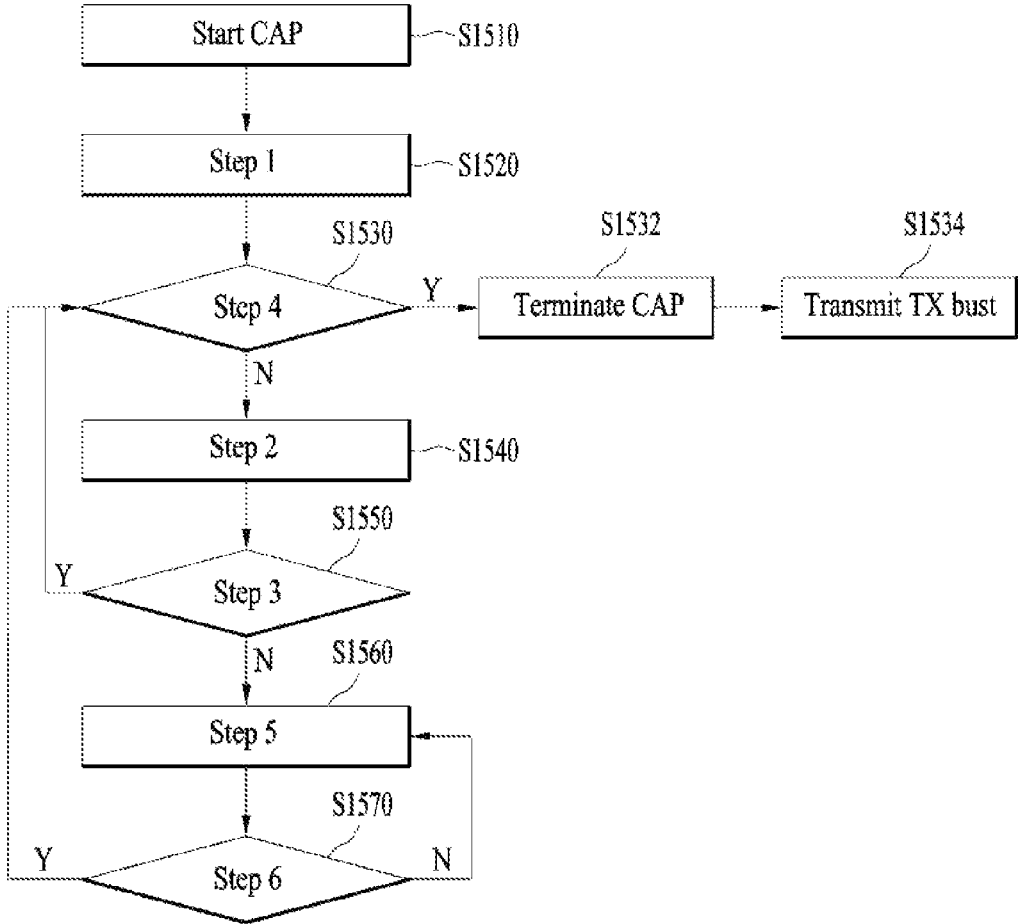 Start CAP
S1510
Step 1
S1520
S1530
S1532
S1534
Step 4
Y
Terminate CAP
Transmit TX bust
N
Step 2
S1540
S1550
Y
Step 3
N
S1560
Step 5
S1570
Y
Step 6
N